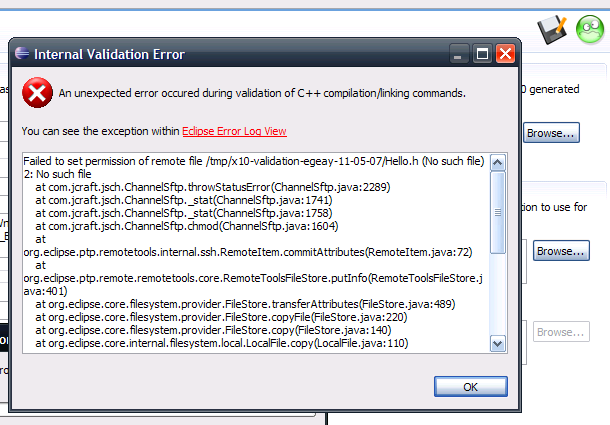 Internal Validation Error
An unexpected error occured during validation of C++ compilation/linking commands.
0 generated
You can see the exception within Eclipse Error Log View
Browse...
Failed to set permission of remote file /tmp/x10-validation-egeay-11-05-07/Hello.h (No such file)
2: No such file
at com.jcraft.jsch.ChannelSftp.throwStatusError(ChannelSftp.java:2289)
at com.jcraft.jsch.ChannelSftp._stat(ChannelSftp.java:1741)
at com.jcraft.jsch.ChannelSftp._stat(ChannelSftp.java:1758)
tion to use for
at com.jcraft.jsch.ChannelSftp.chmod(ChannelSftp.java:1604)
at
org.eclipse.ptp.remotetools.internal.ssh.RemoteItem.commitAttributes(RemoteItem.java:72)
Browse...
at
org.eclipse.ptp.remote.remotetools.core.RemoteToolsFileStore.putInfo(RemoteToolsFileStore.j
ava:401)
at org.eclipse.core.filesystem.provider.FileStore.transferAttributes(FileStore.java:489)
at org.eclipse.core.filesystem.provider.FileStore.copyFile(FileStore.java:220)
at org.eclipse.core.filesystem.provider.FileStore.copy(FileStore.java:140)
Browse...
at org.eclipse.core.internal.filesystem.local.LocalFile.copy(LocalFile.java:110)
OK